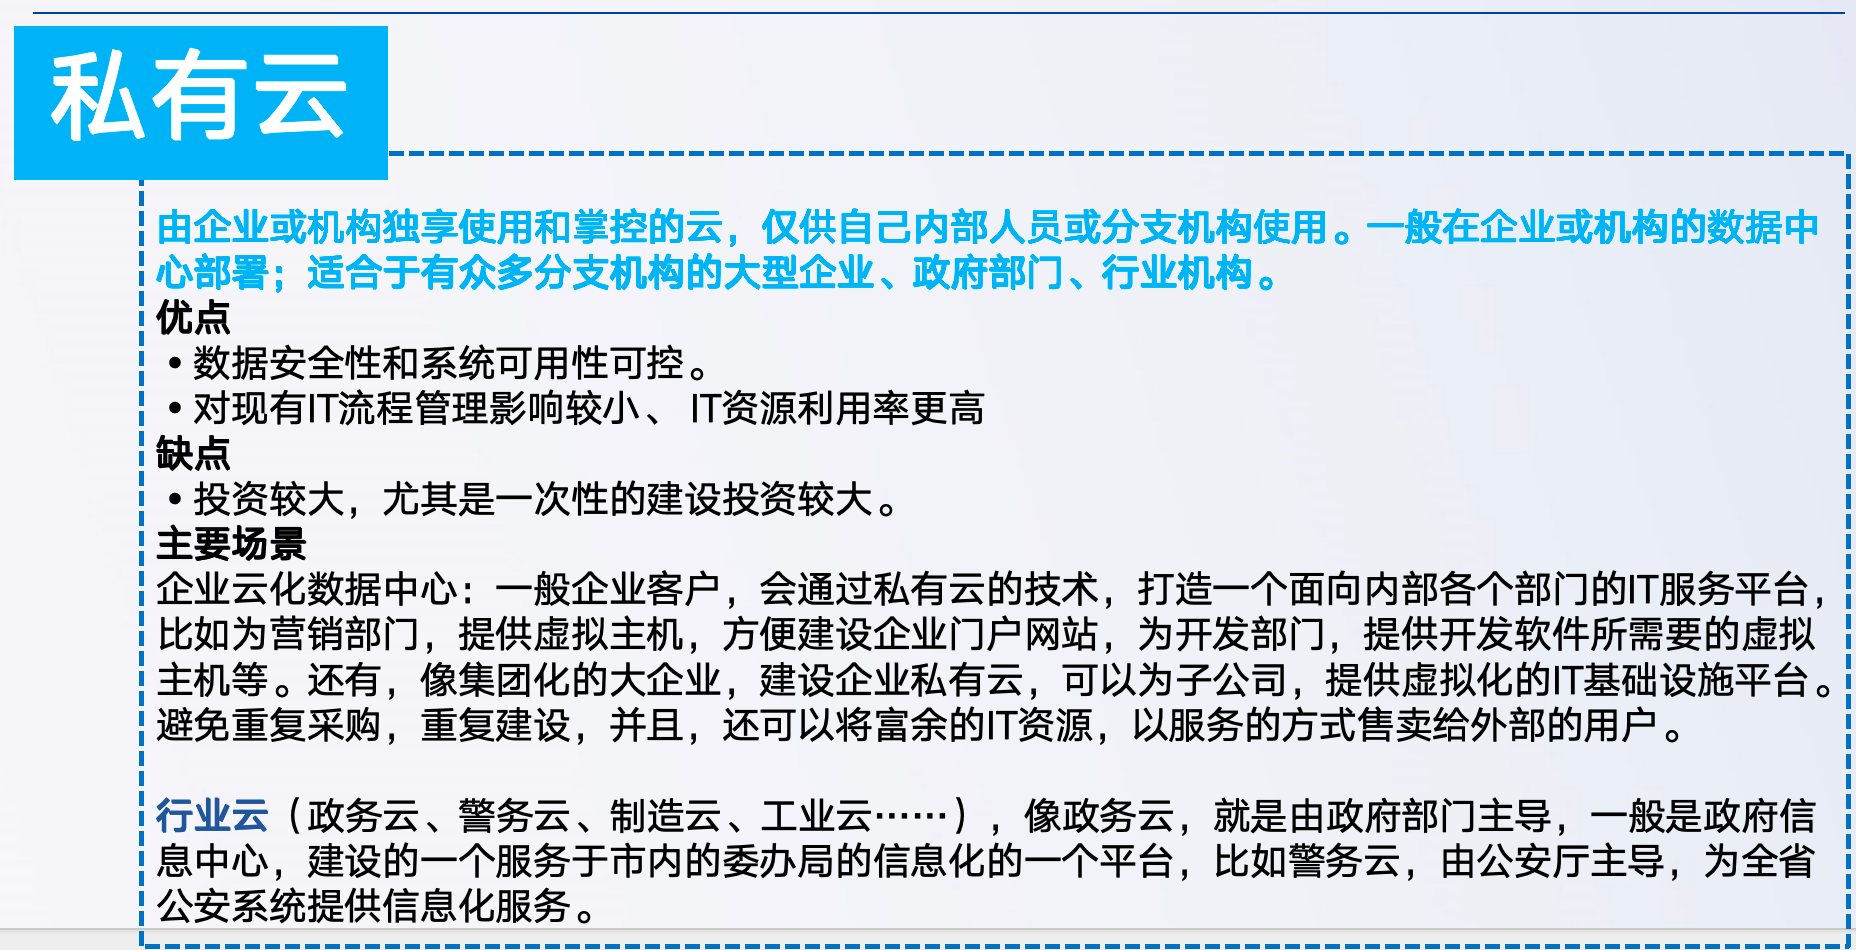 私有云
由企业或机构独享使用和掌控的云，仅供自己内部人员或分支机构使用。一般在企业或机构的数据中
心部署；适合于有众多分支机构的大型企业、政府部门、行业机构。
优点
• 数据安全性和系统可用性可控。
• 对现有IT流程管理影响较小、 IT资源利用率更高
缺点
• 投资较大，尤其是一次性的建设投资较大。
主要场景
企业云化数据中心：一般企业客户，会通过私有云的技术，打造一个面向内部各个部门的IT服务平台，
比如为营销部门，提供虚拟主机，方便建设企业门户网站，为开发部门，提供开发软件所需要的虚拟
主机等。还有，像集团化的大企业，建设企业私有云，可以为子公司，提供虚拟化的IT基础设施平台。
避免重复采购，重复建设，并且，还可以将富余的IT资源，以服务的方式售卖给外部的用户。
行业云（政务云、警务云、制造云、工业云……），像政务云，就是由政府部门主导，一般是政府信
息中心，建设的一个服务于市内的委办局的信息化的一个平台，比如警务云，由公安厅主导，为全省
公安系统提供信息化服务。